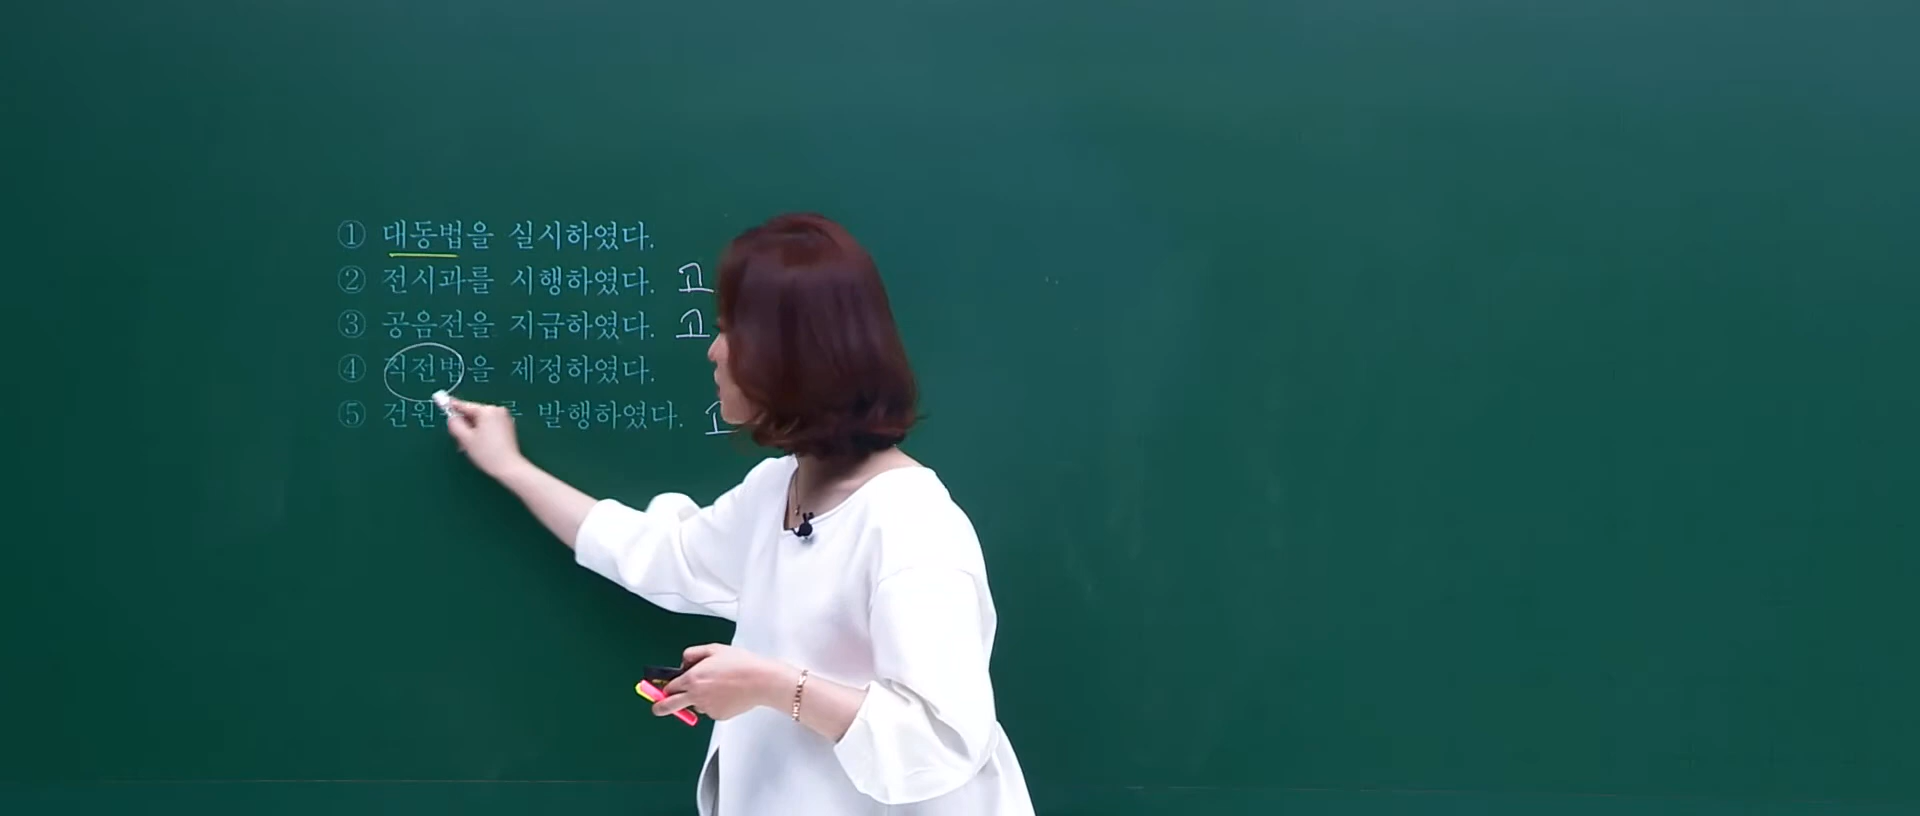 ① 대동법을 실시하였다.
② 전시과를 시행하였다. 고
③ 공음전을 지급하였다. 고
④ 직전법을 제정하였다.
⑤ 건원 를 발행하였다. 고